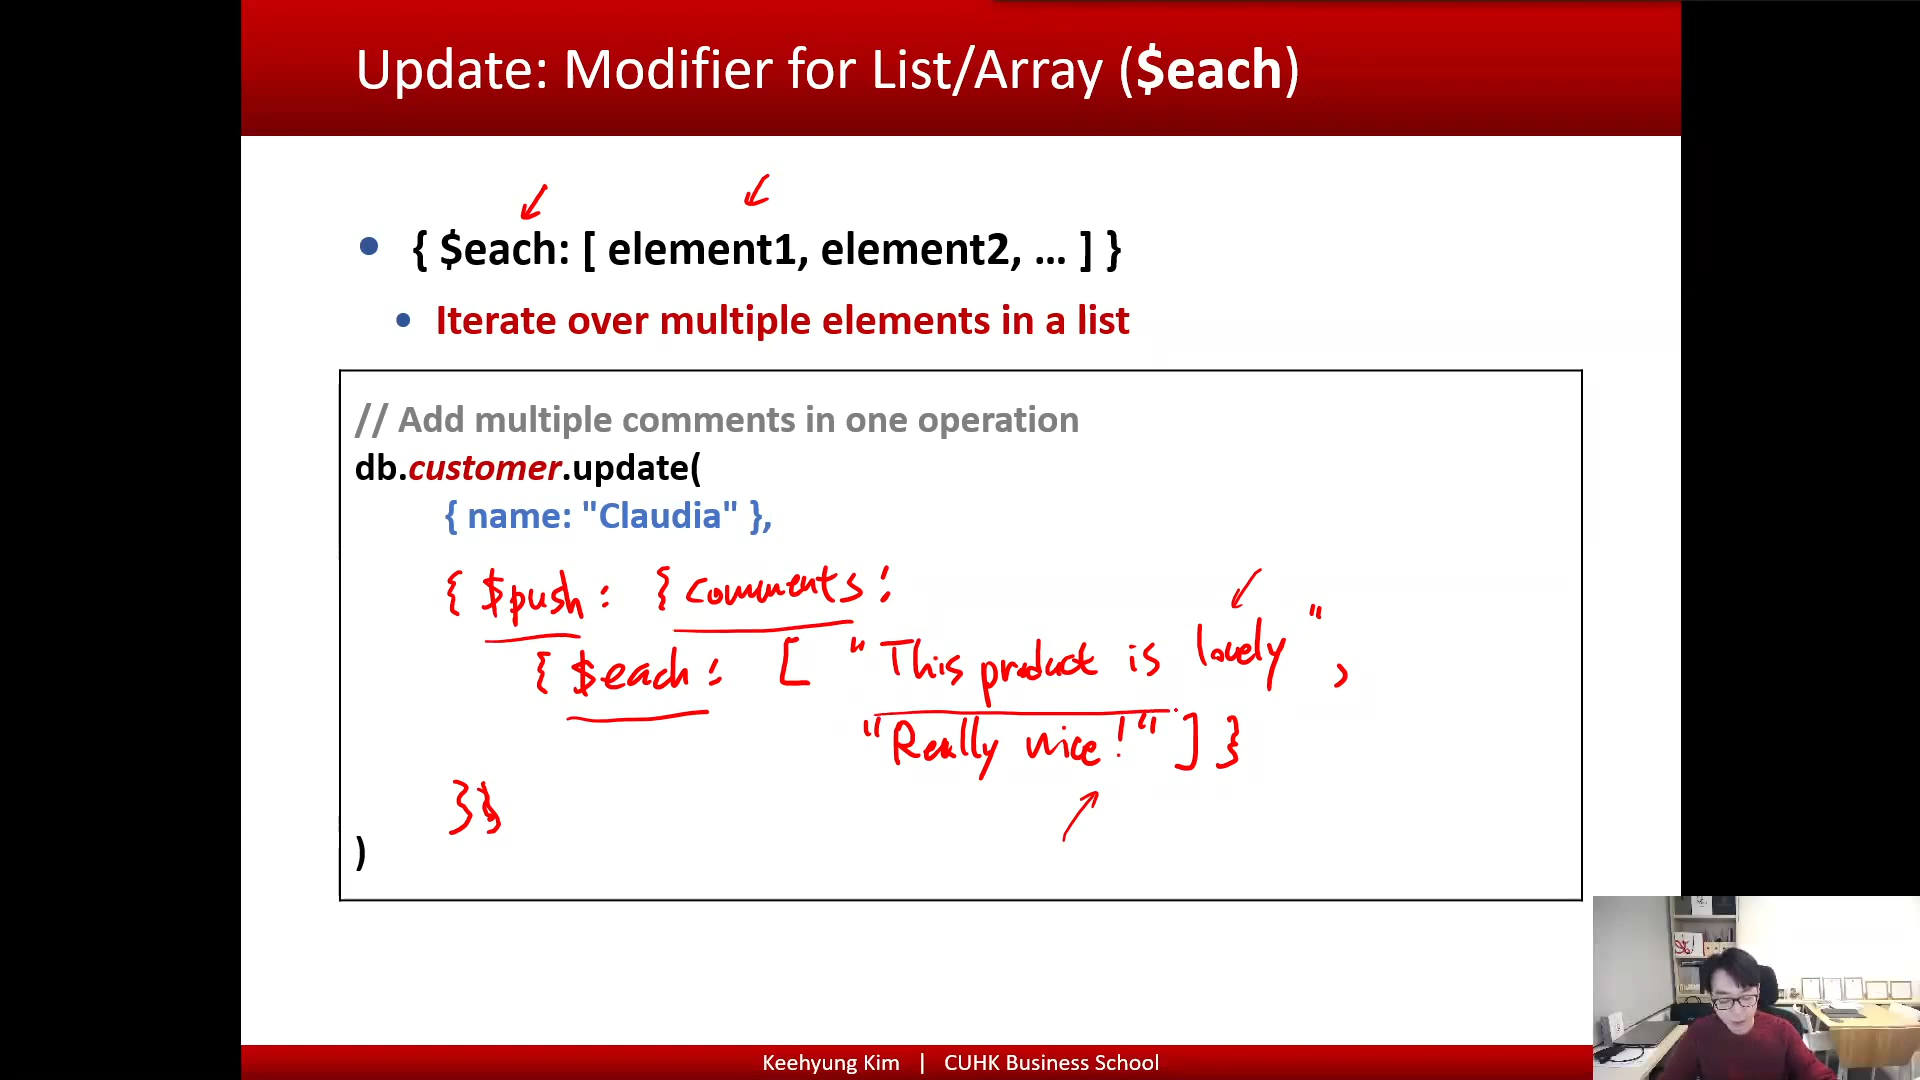 Update: Modifier for List/Array ($each)
{ $each: [ element1, element2, ... ] }
Iterate over multiple elements in a list
// Add multiple comments in one operation
db.customer.update(
{ name: "Claudia" },
{ $push: { comments:
{ $each: [ "This product is lovely",
"Really nice!" ] }
}}
)
Keehyung Kim | CUHK Business School